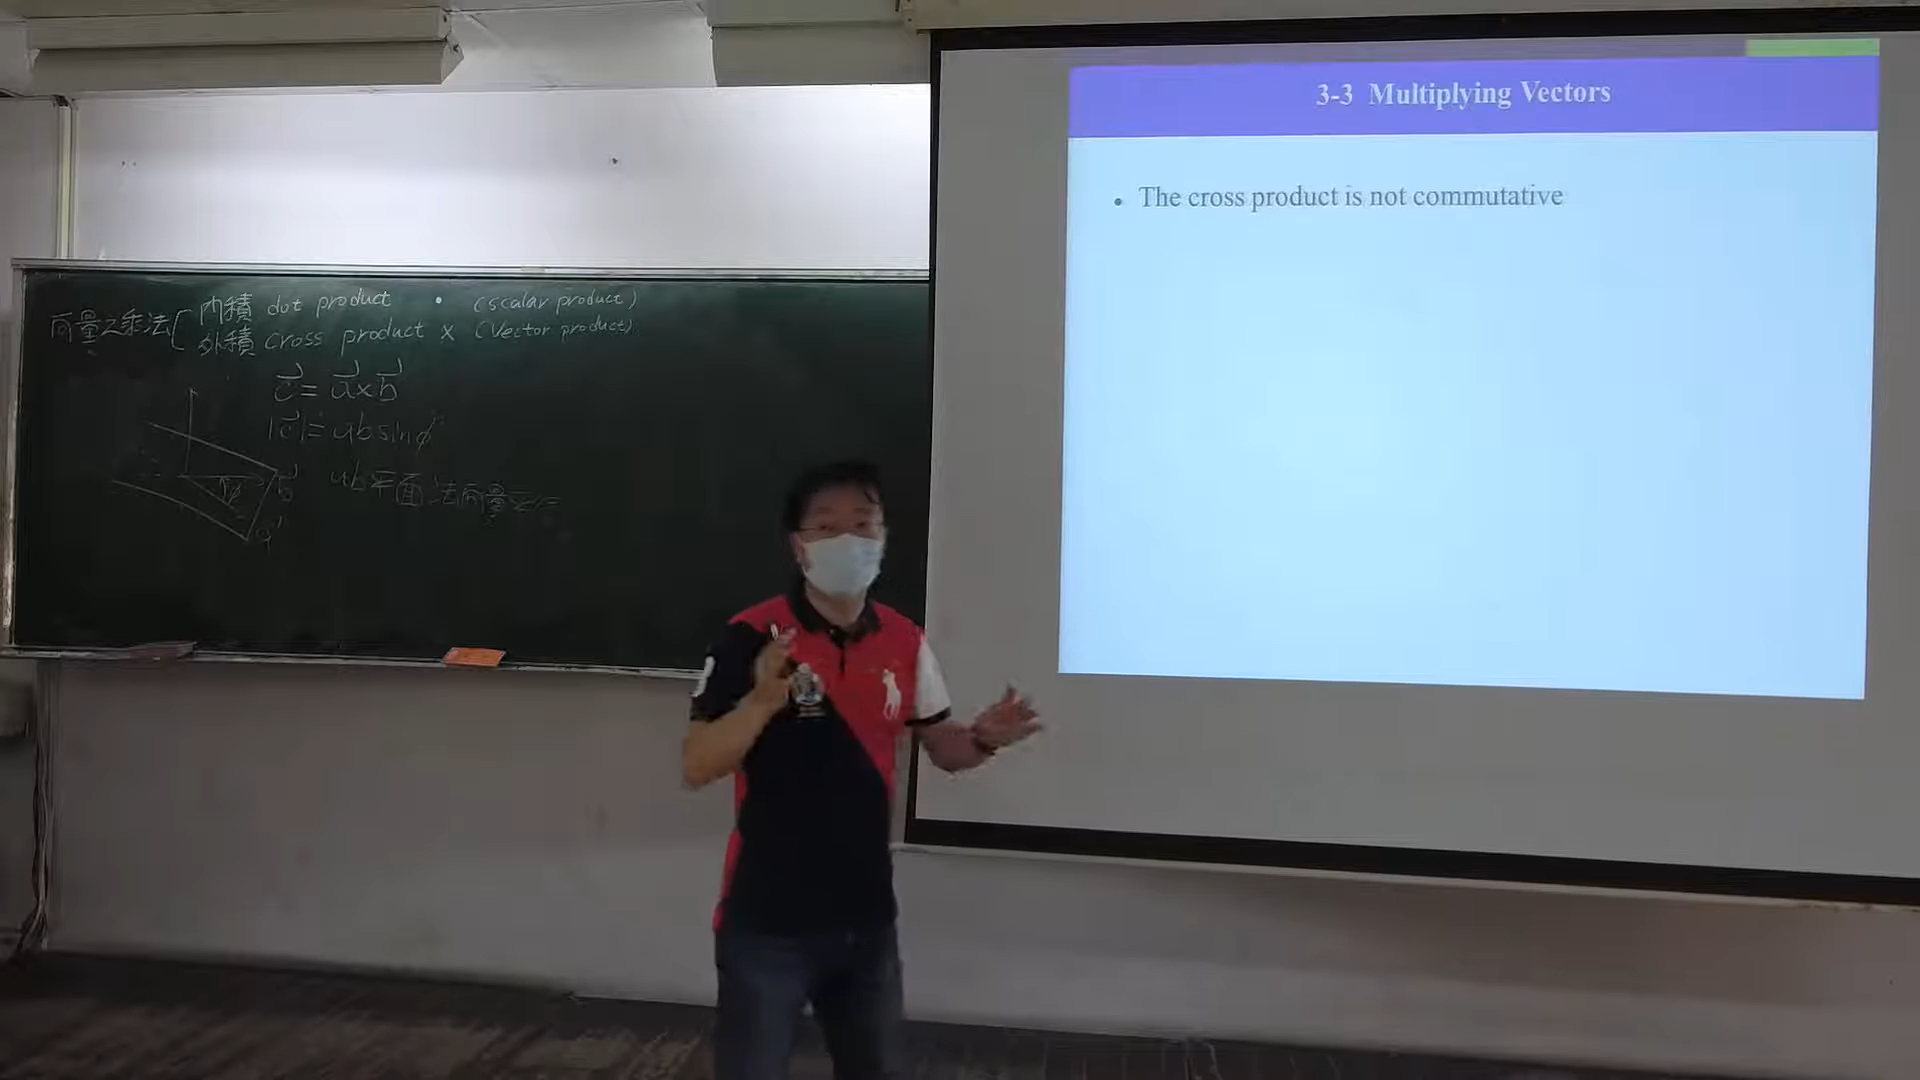 向量之乘法
內積 dot product • (scalar product)
外積 cross product × (Vector product)
c⃗ = a⃗ × b⃗
|c⃗| = ab sinφ
ab平面法向量
φ
b⃗
a⃗
3-3 Multiplying Vectors
• The cross product is not commutative